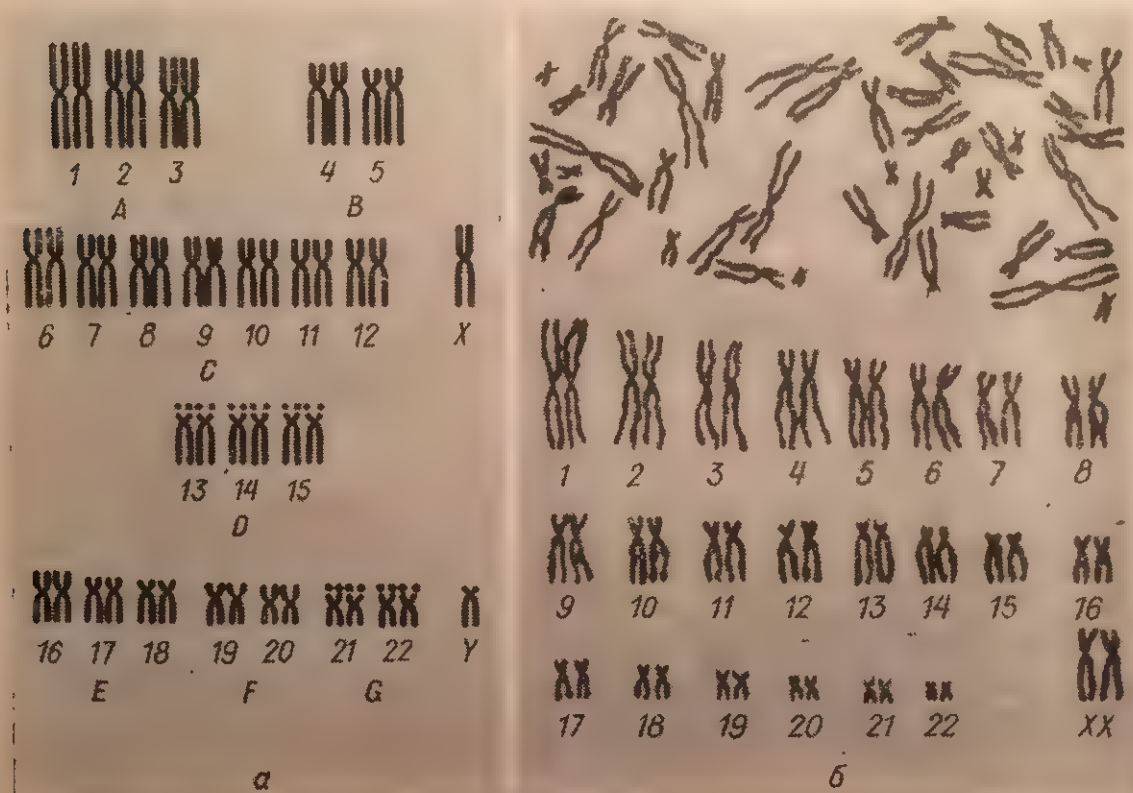 1 2 3 4 5
A B
6 7 8 9 10 11 12 X
C
13 14 15
D
16 17 18 19 20 21 22 Y
E F G
а
1 2 3 4 5 6 7 8
9 10 11 12 13 14 15 16
17 18 19 20 21 22 XX
б